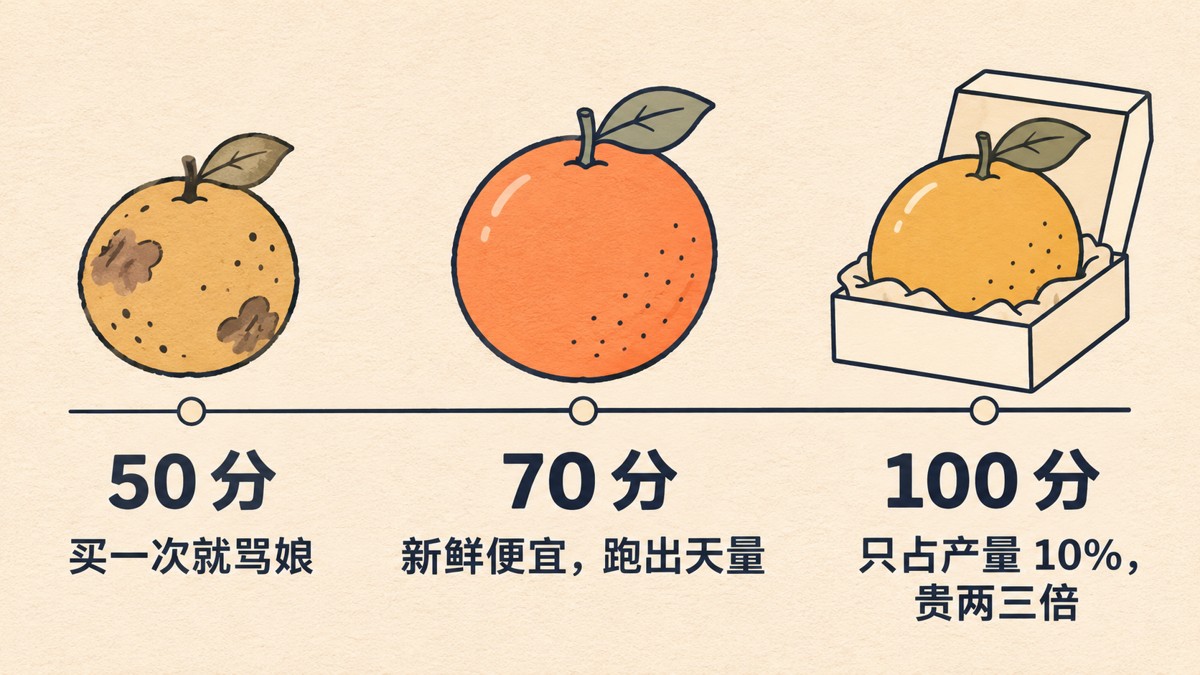 50 分
买一次就骂娘
70 分
新鲜便宜，跑出天量
100 分
只占产量 10%，
贵两三倍